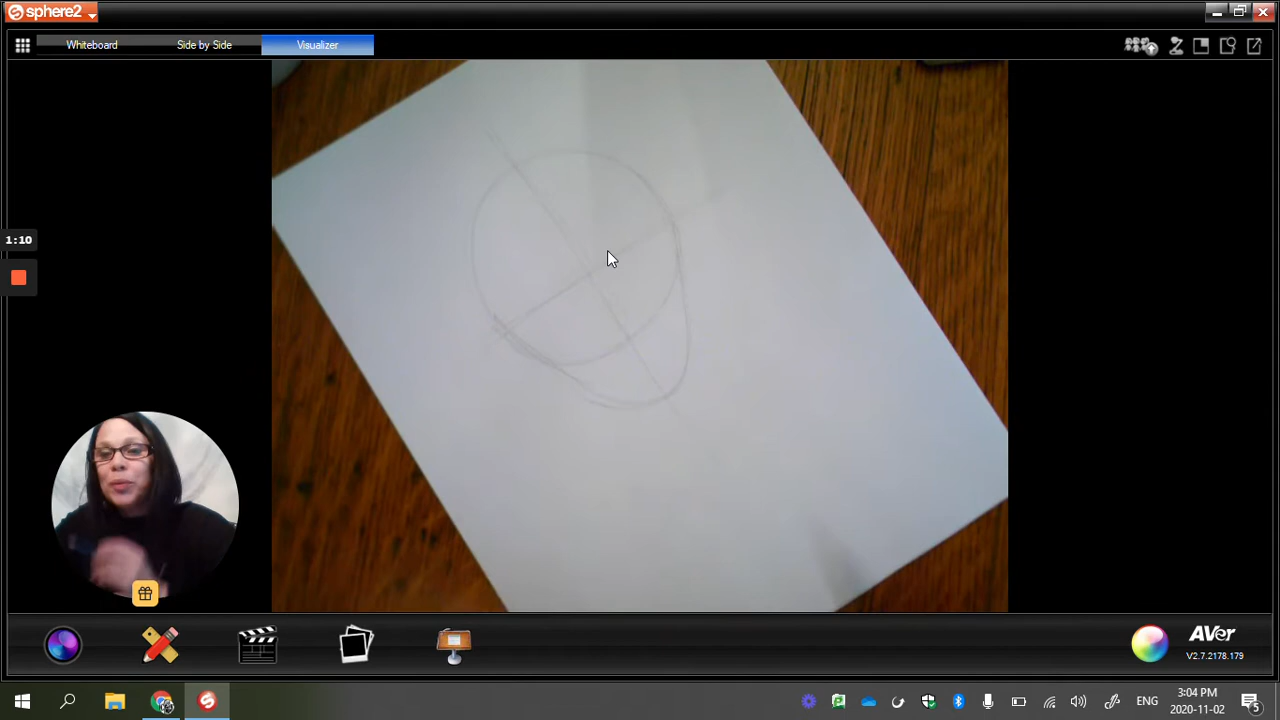 sphere2
Whiteboard
Side by Side
Visualizer
1:10
AVer
V2.7.2178.179
ENG
3:04 PM
2020-11-02
5